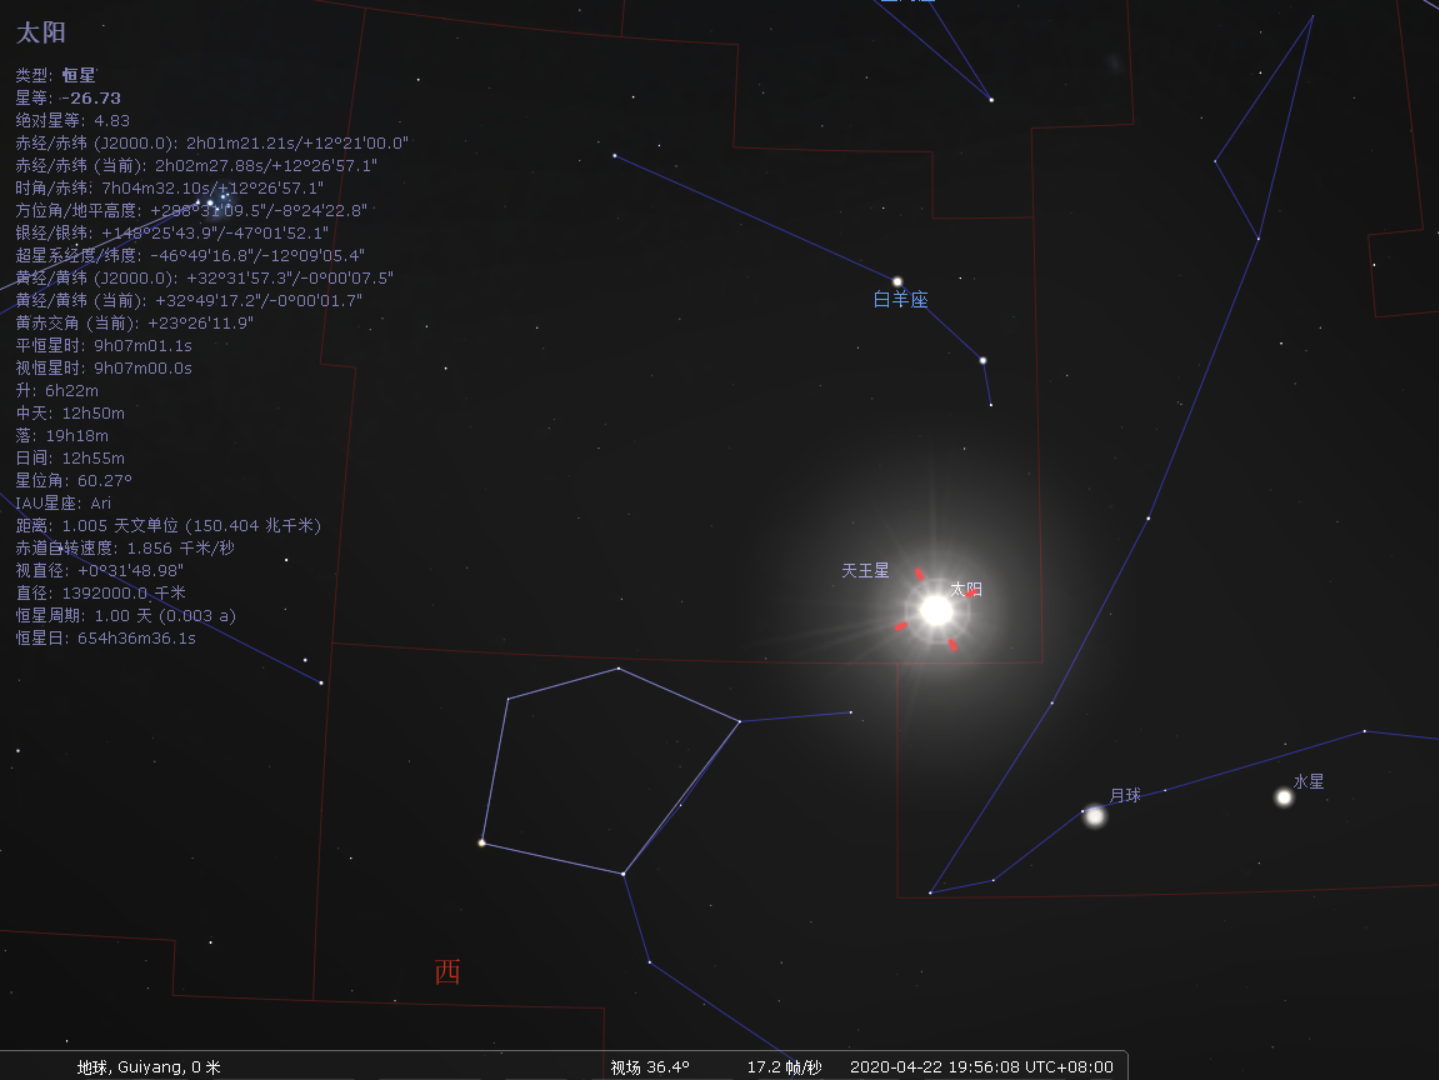 太阳
类型: 恒星
星等: -26.73
绝对星等: 4.83
赤经/赤纬 (J2000.0): 2h01m21.21s/+12°21'00.0"
赤经/赤纬 (当前): 2h02m27.88s/+12°26'57.1"
时角/赤纬: 7h04m32.10s/+12°26'57.1"
方位角/地平高度: +288°31'09.5"/-8°24'22.8"
银经/银纬: +148°25'43.9"/-47°01'52.1"
超星系经度/纬度: -46°49'16.8"/-12°09'05.4"
黄经/黄纬 (J2000.0): +32°31'57.3"/-0°00'07.5"
黄经/黄纬 (当前): +32°49'17.2"/-0°00'01.7"
黄赤交角 (当前): +23°26'11.9"
平恒星时: 9h07m01.1s
视恒星时: 9h07m00.0s
升: 6h22m
中天: 12h50m
落: 19h18m
日间: 12h55m
星位角: 60.27°
IAU星座: Ari
距离: 1.005 天文单位 (150.404 兆千米)
赤道自转速度: 1.856 千米/秒
视直径: +0°31'48.98"
直径: 1392000.0 千米
恒星周期: 1.00 天 (0.003 a)
恒星日: 654h36m36.1s
白羊座
天王星
太阳
月球
水星
西
地球, Guiyang, 0 米
视场 36.4°
17.2 帧/秒
2020-04-22 19:56:08 UTC+08:00